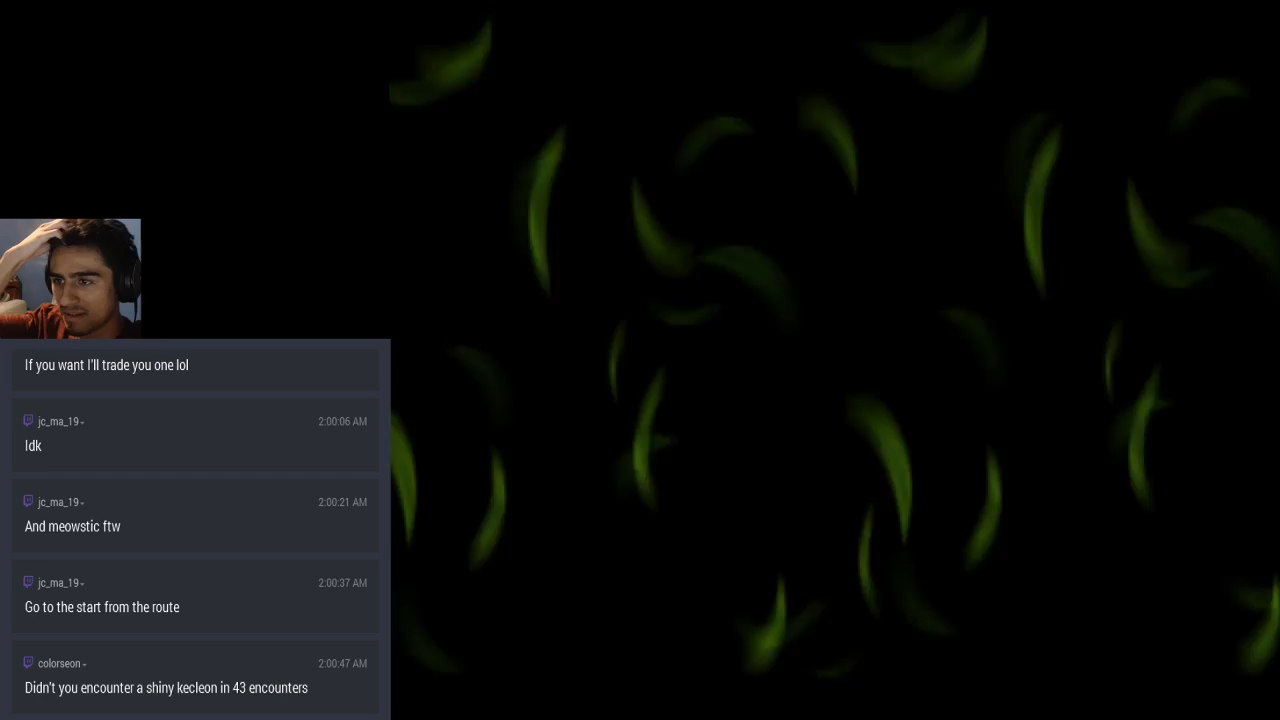 If you want I'll trade you one lol
jc_ma_19
2:00:06 AM
Idk
jc_ma_19
2:00:21 AM
And meowstic ftw
jc_ma_19
2:00:37 AM
Go to the start from the route
colorseon
2:00:47 AM
Didn't you encounter a shiny kecleon in 43 encounters